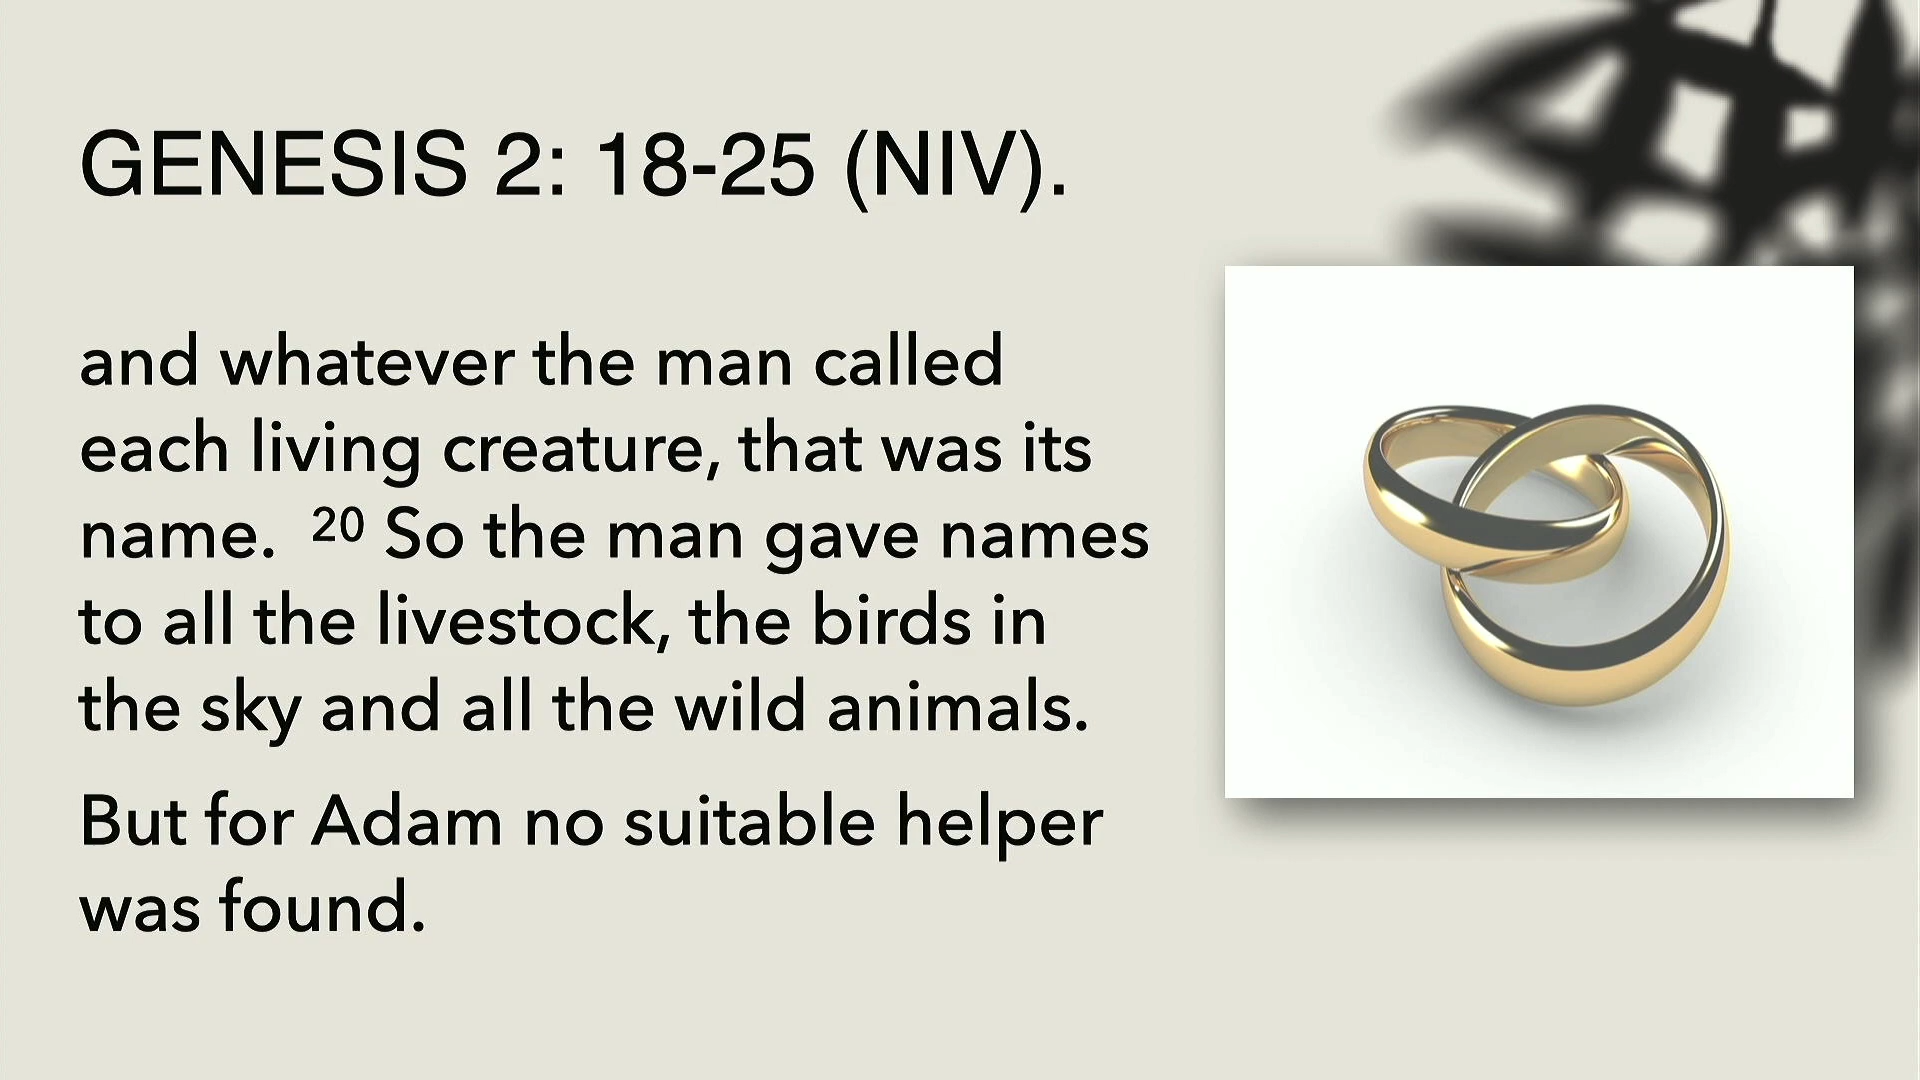 GENESIS 2: 18-25 (NIV).
and whatever the man called
each living creature, that was its
name. 20 So the man gave names
to all the livestock, the birds in
the sky and all the wild animals.
But for Adam no suitable helper
was found.